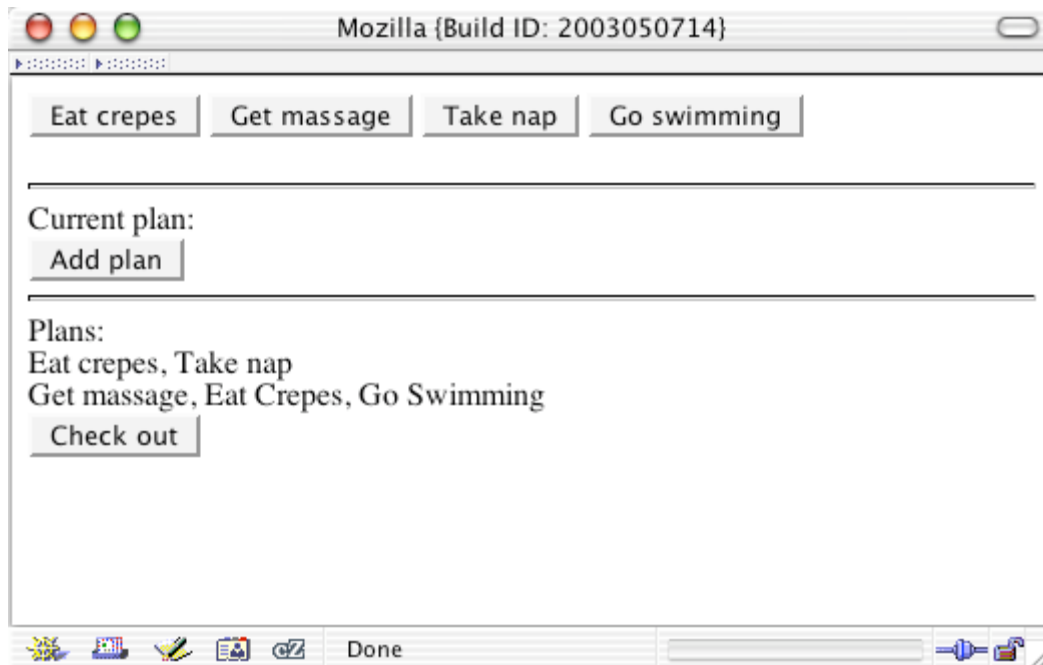 Mozilla {Build ID: 2003050714}
Eat crepes Get massage Take nap Go swimming
Current plan:
Add plan
Plans:
Eat crepes, Take nap
Get massage, Eat Crepes, Go Swimming
Check out
cZ Done